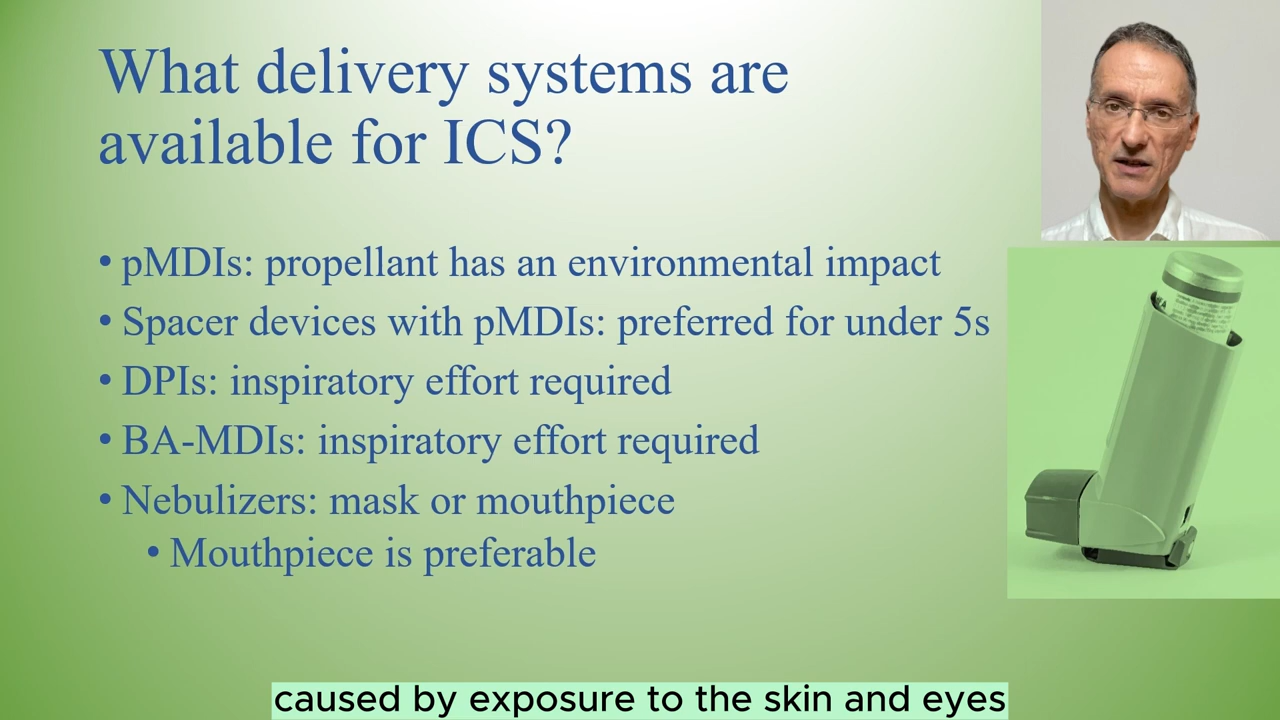 What delivery systems are
available for ICS?
• pMDIs: propellant has an environmental impact
• Spacer devices with pMDIs: preferred for under 5s
• DPIs: inspiratory effort required
• BA-MDIs: inspiratory effort required
• Nebulizers: mask or mouthpiece
• Mouthpiece is preferable
caused by exposure to the skin and eyes